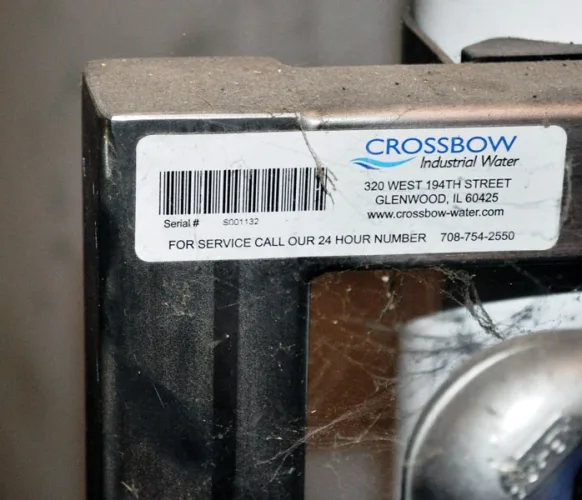 CROSSBOW
Industrial Water
320 WEST 194TH STREET
GLENWOOD, IL 60425
www.crossbow-water.com
Serial # S001132
FOR SERVICE CALL OUR 24 HOUR NUMBER 708-754-2550